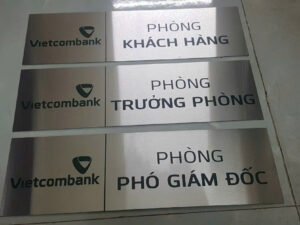 Vietcombank
PHÒNG
KHÁCH HÀNG
Vietcombank
PHÒNG
TRƯỞNG PHÒNG
Vietcombank
PHÒNG
PHÓ GIÁM ĐỐC